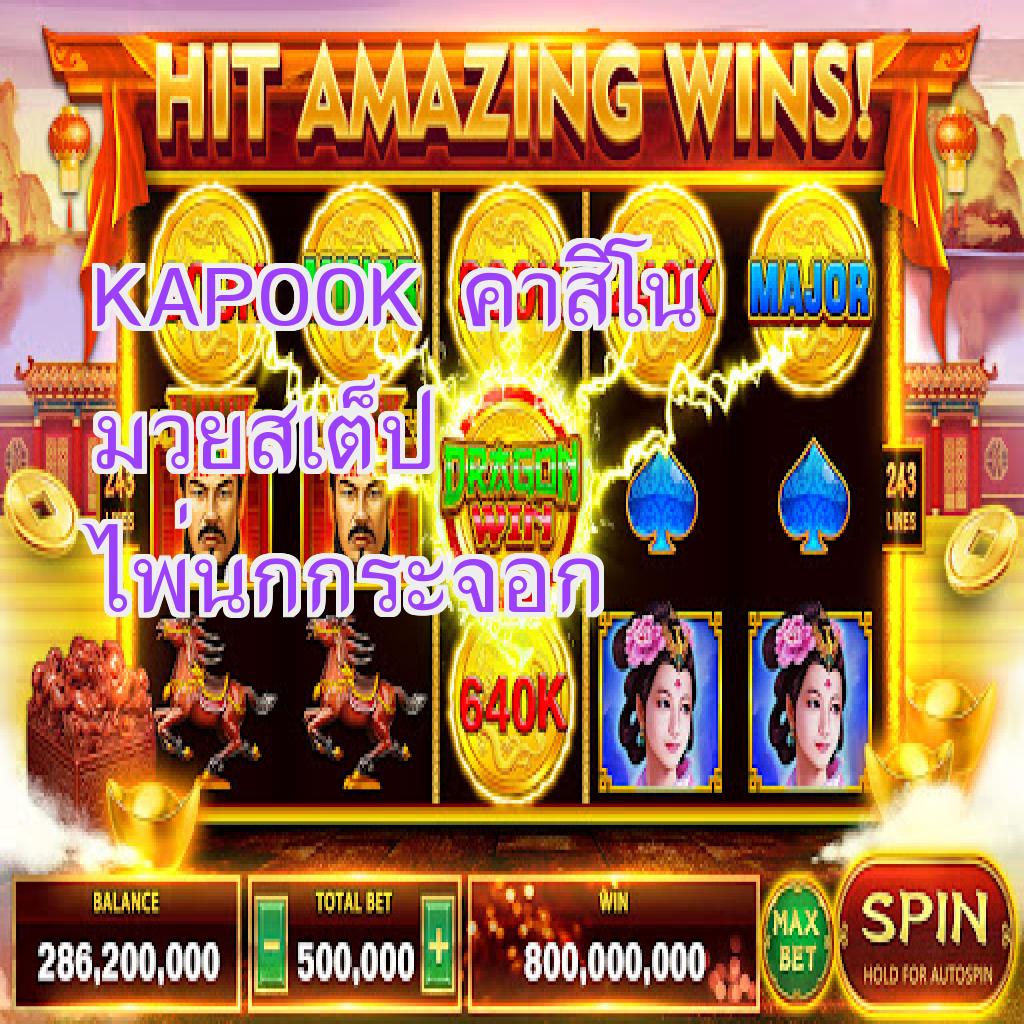 HIT AMAZING WINS!
KAPOOK คาสิโน
MAJOR
มวยสเต็ป
DRAGON
WIN
243
LINES
243
LINES
ไพ่นกกระจอก
640K
BALANCE
286,200,000
TOTAL BET
- 500,000 +
WIN
800,000,000
MAX
BET
SPIN
HOLD FOR AUTOSPIN